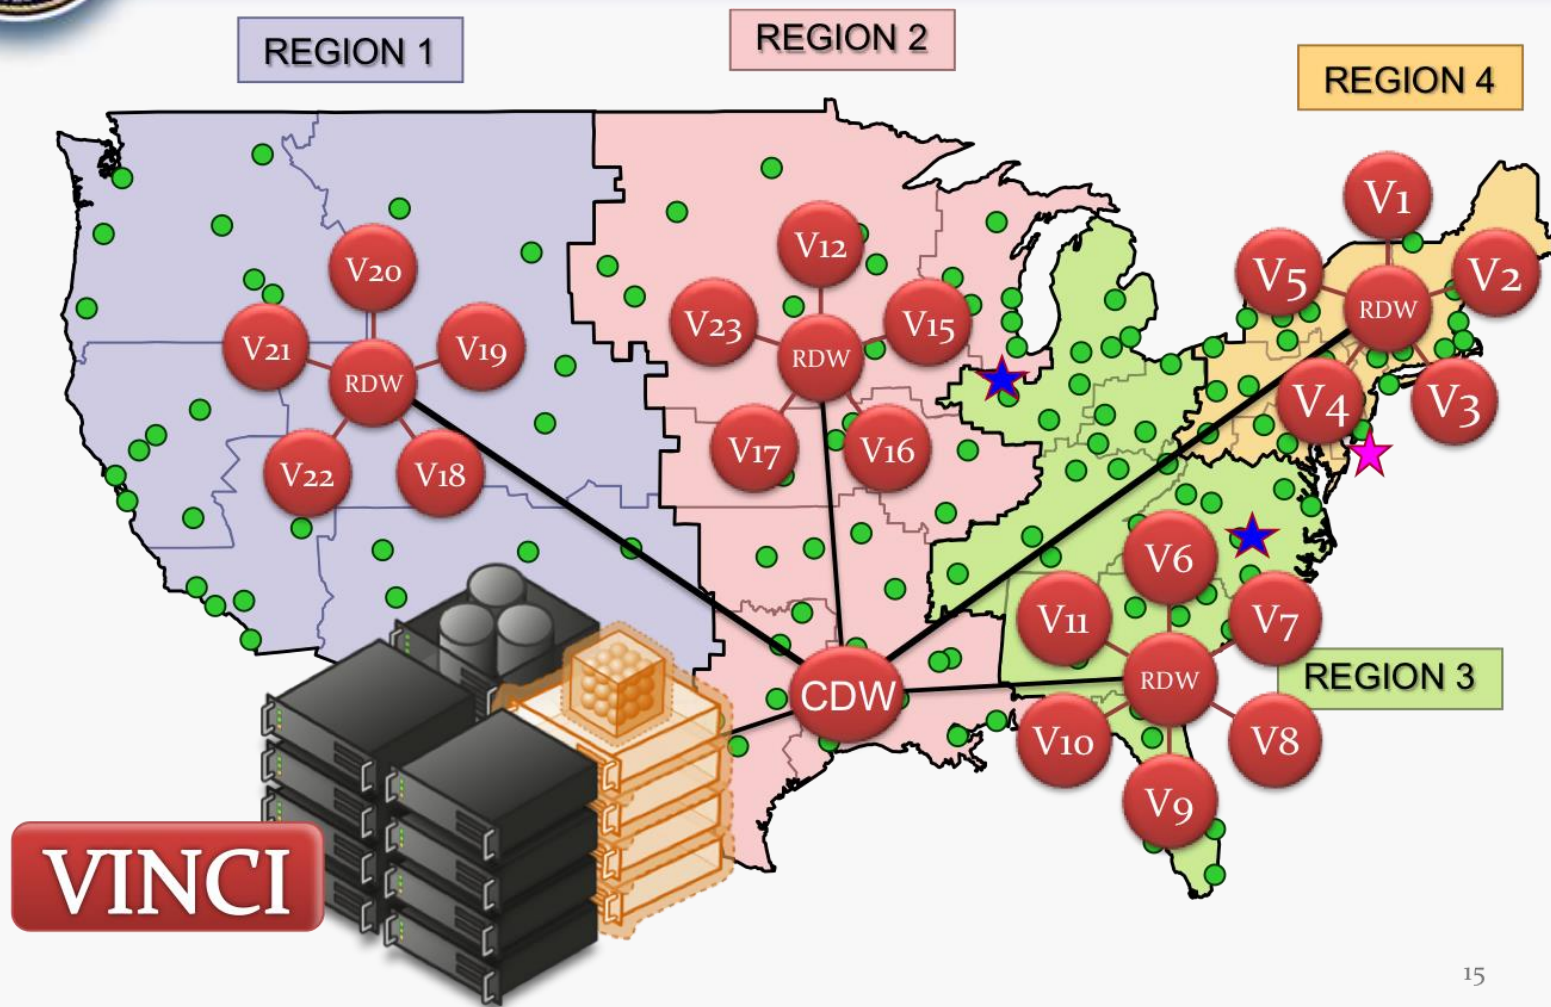 REGION 1
REGION 2
REGION 4
V20
V21
RDW
V19
V22
V18
V12
V23
RDW
V15
V17
V16
V1
V5
RDW
V2
V4
V3
V6
V11
RDW
V7
V10
V8
V9
REGION 3
CDW
VINCI
15